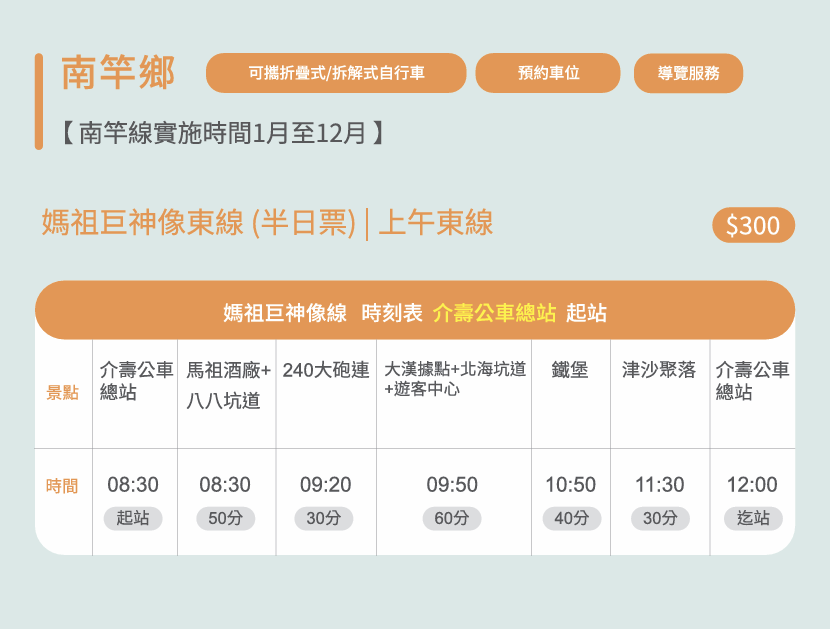 南竿鄉
可攜折疊式/拆解式自行車
預約車位
導覽服務
【 南竿線實施時間1月至12月 】
媽祖巨神像東線 (半日票) | 上午東線
$300
媽祖巨神像線 時刻表 介壽公車總站 起站
景點
介壽公車
總站
馬祖酒廠+
八八坑道
240大砲連
大漢據點+北海坑道
+遊客中心
鐵堡
津沙聚落
介壽公車
總站
時間
08:30
起站
08:30
50分
09:20
30分
09:50
60分
10:50
40分
11:30
30分
12:00
迄站